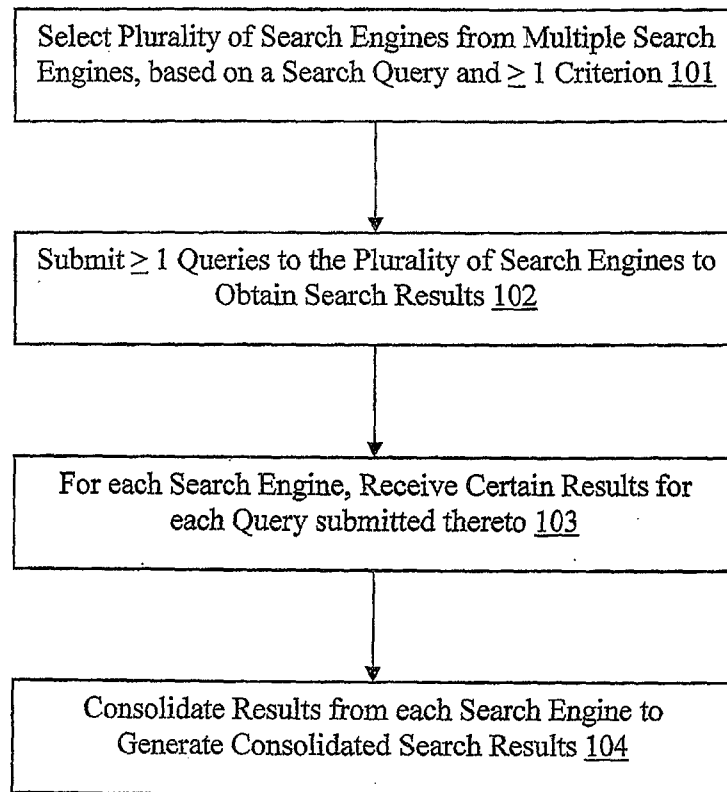 Select Plurality of Search Engines from Multiple Search
Engines, based on a Search Query and ≥ 1 Criterion 101
Submit ≥ 1 Queries to the Plurality of Search Engines to
Obtain Search Results 102
For each Search Engine, Receive Certain Results for
each Query submitted thereto 103
Consolidate Results from each Search Engine to
Generate Consolidated Search Results 104